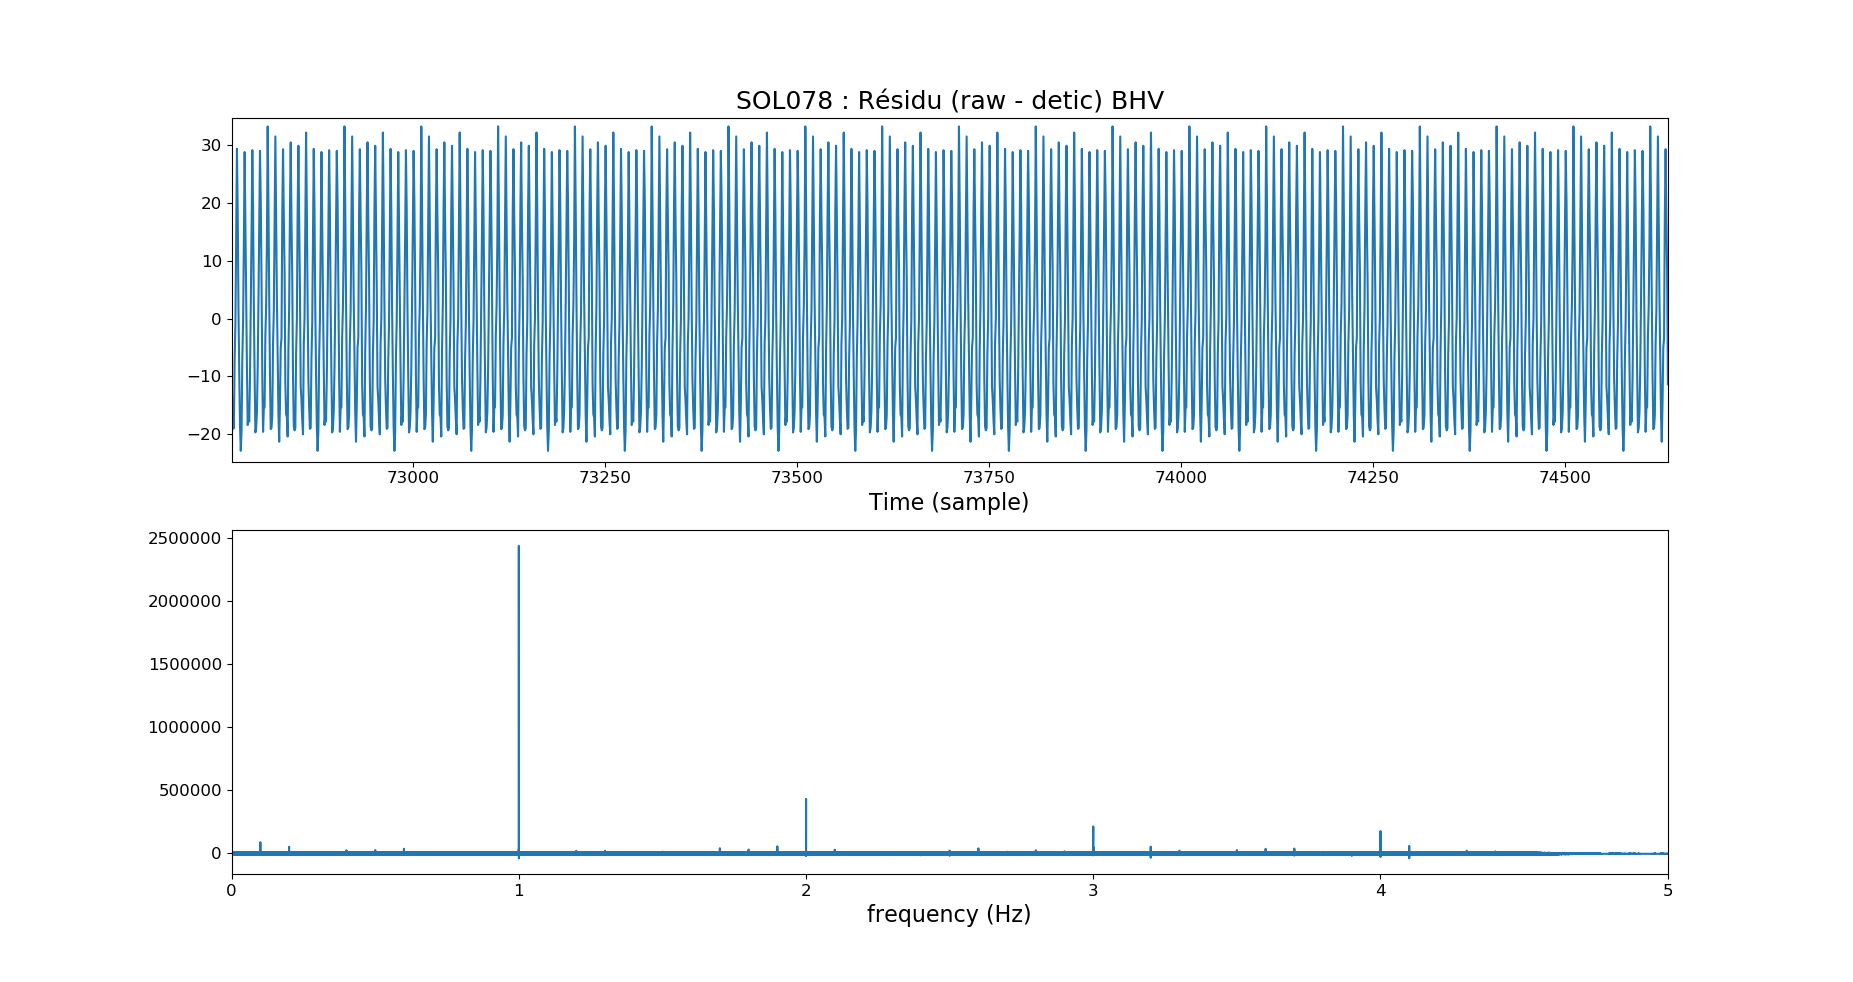 SOL078 : Résidu (raw - detic) BHV
30
20
10
0
−10
−20
73000 73250 73500 73750 74000 74250 74500
Time (sample)
2500000
2000000
1500000
1000000
500000
0
0 1 2 3 4 5
frequency (Hz)